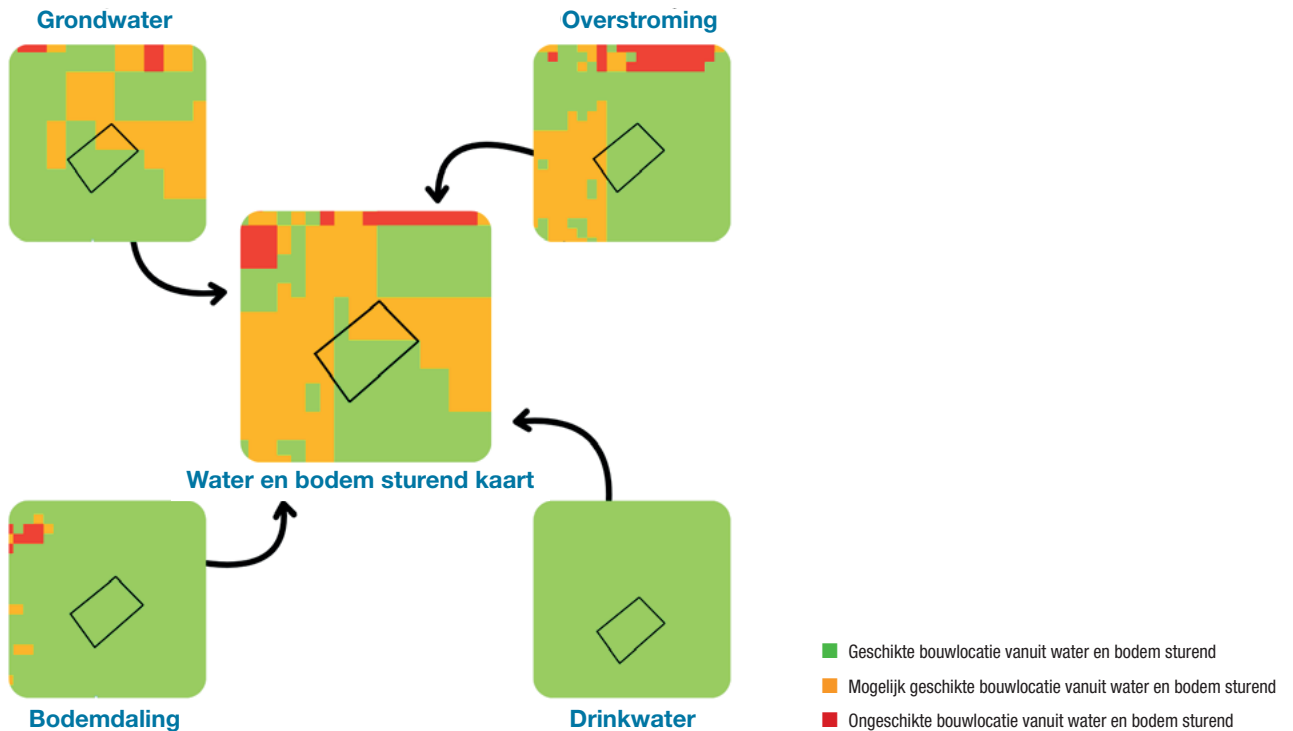 Grondwater
Overstroming
Water en bodem sturend kaart
Bodemdaling
Drinkwater
Geschikte bouwlocatie vanuit water en bodem sturend
Mogelijk geschikte bouwlocatie vanuit water en bodem sturend
Ongeschikte bouwlocatie vanuit water en bodem sturend